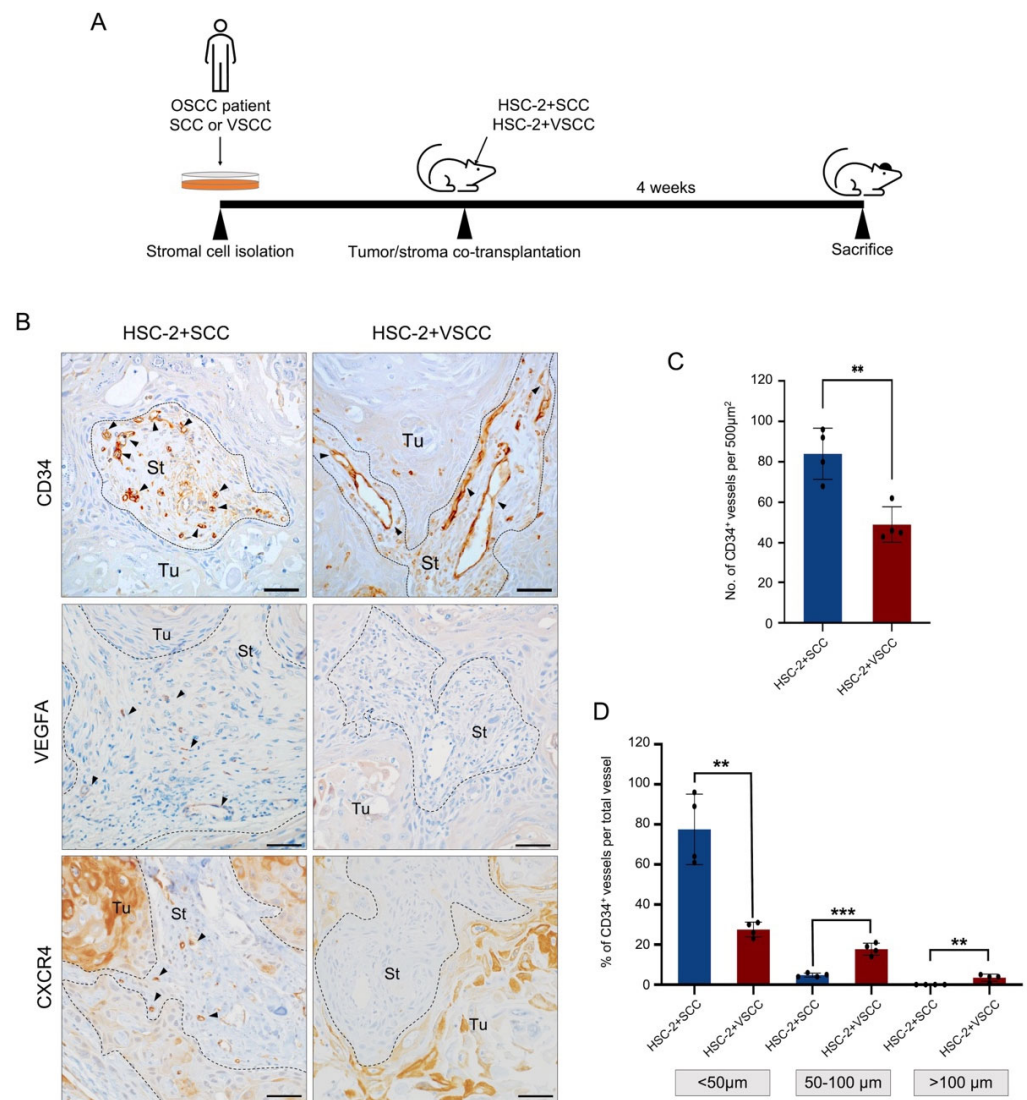 A
OSCC patient
SCC or VSCC
HSC-2+SCC
HSC-2+VSCC
4 weeks
Stromal cell isolation
Tumor/stroma co-transplantation
Sacrifice
B
HSC-2+SCC
HSC-2+VSCC
CD34
St
Tu
Tu
St
VEGFA
Tu
St
St
Tu
CXCR4
Tu
St
St
Tu
C
No. of CD34⁺ vessels per 500µm²
120
100
80
60
40
20
0
**
HSC-2+SCC
HSC-2+VSCC
D
% of CD34⁺ vessels per total vessel
120
100
80
60
40
20
0
**
***
**
HSC-2+SCC
HSC-2+VSCC
HSC-2+SCC
HSC-2+VSCC
HSC-2+SCC
HSC-2+VSCC
<50µm
50-100 µm
>100 µm